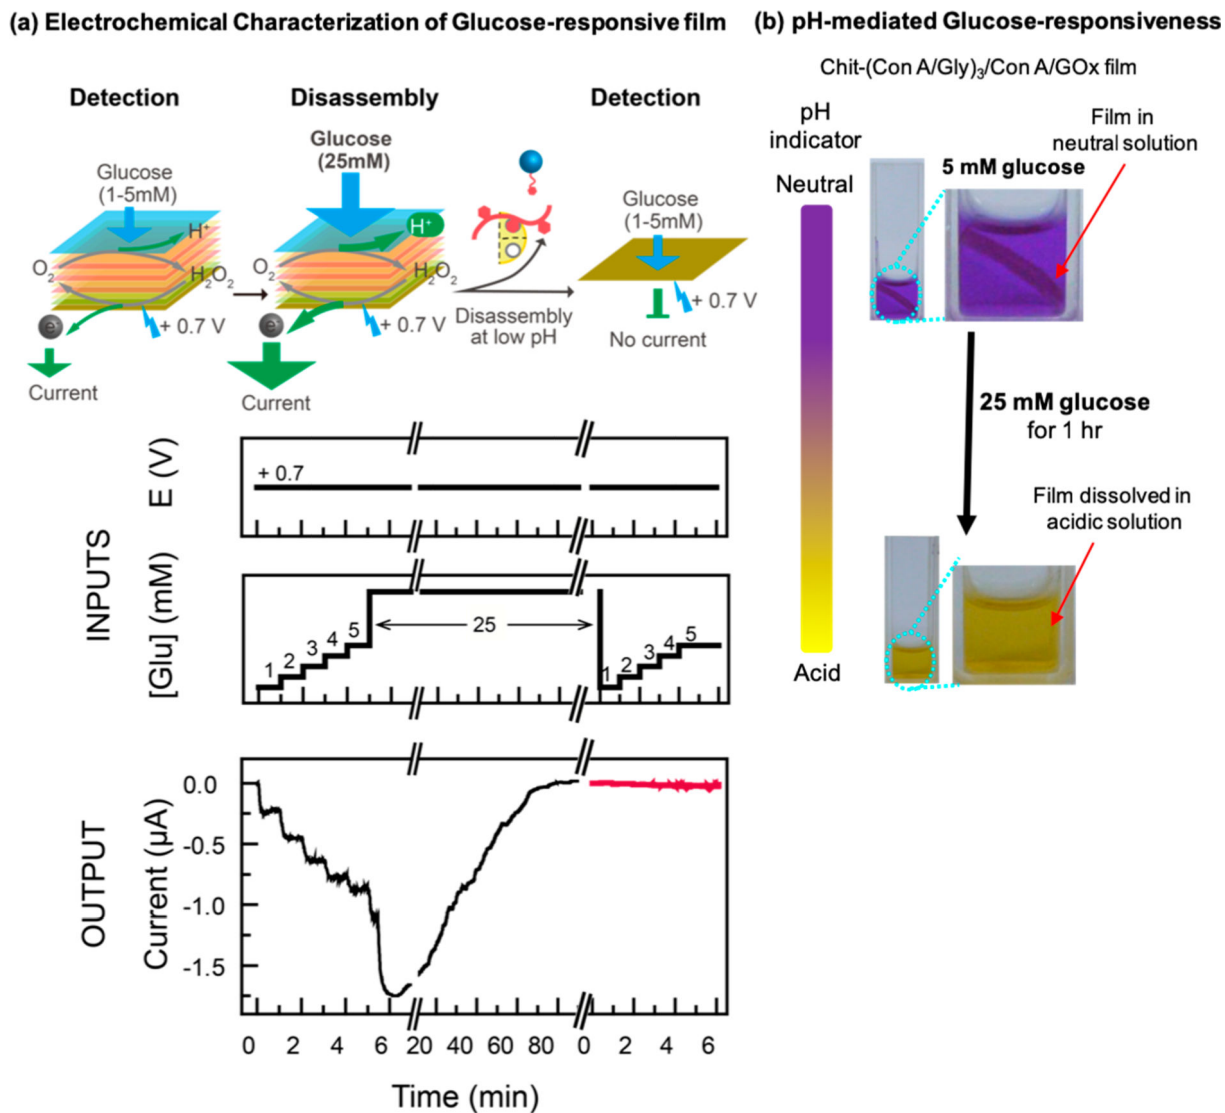 (a) Electrochemical Characterization of Glucose-responsive film
Detection
Disassembly
Detection
Glucose
(1-5mM)
H+
O2
H2O2
e-
+ 0.7 V
Current
Glucose
(25mM)
H+
O2
H2O2
e-
+ 0.7 V
Current
Disassembly
at low pH
Glucose
(1-5mM)
+ 0.7 V
No current
INPUTS
E (V)
+ 0.7
[Glu] (mM)
1
2
3
4
5
25
1
2
3
4
5
OUTPUT
Current (μA)
0.0
-0.5
-1.0
-1.5
0 2 4 6 20 40 60 80 0 2 4 6
Time (min)
(b) pH-mediated Glucose-responsiveness
Chit-(Con A/Gly)3/Con A/GOx film
pH
indicator
Neutral
Acid
Film in
neutral solution
5 mM glucose
25 mM glucose
for 1 hr
Film dissolved in
acidic solution